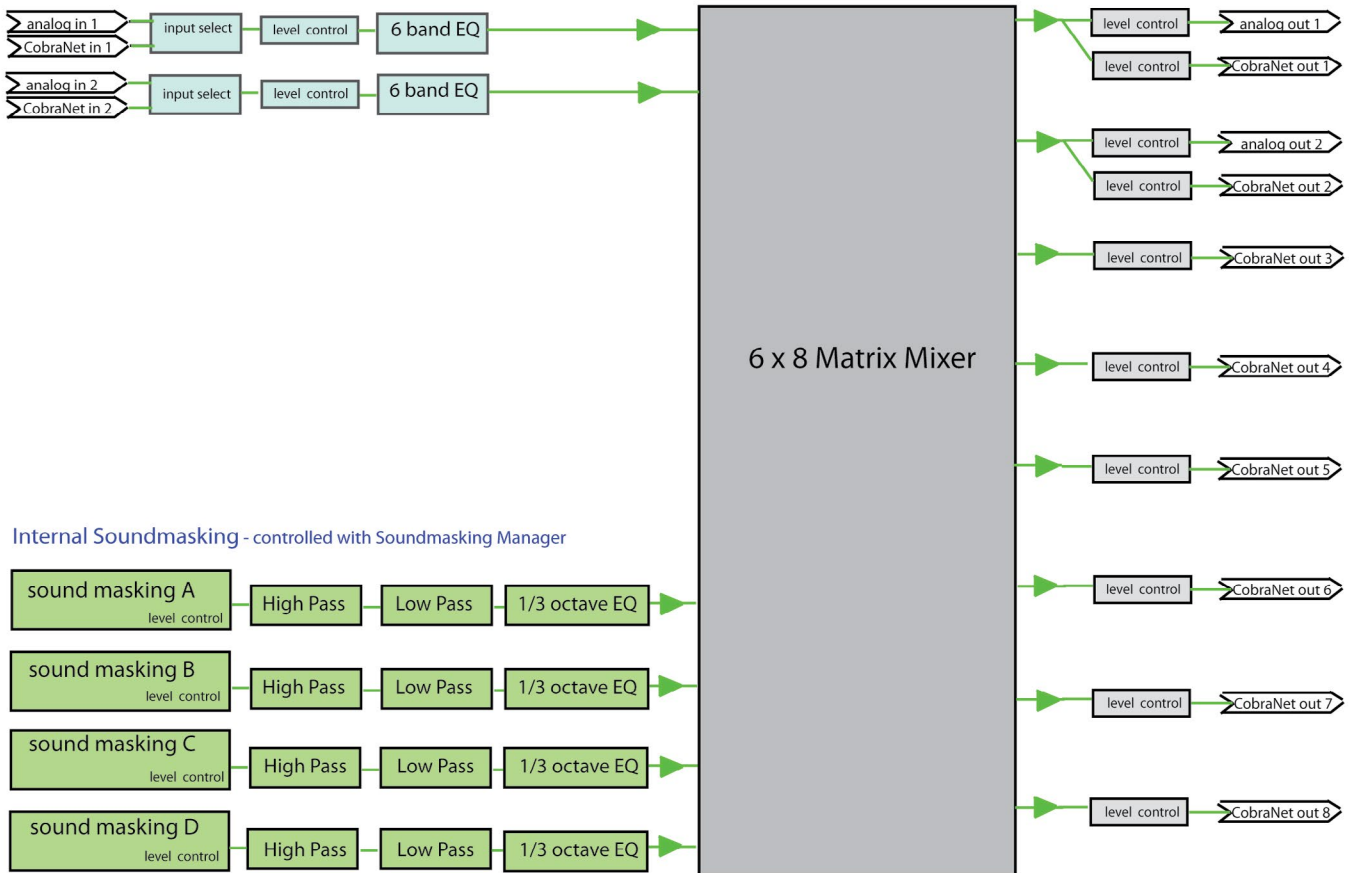 analog in 1
CobraNet in 1
input select
level control
6 band EQ
analog in 2
CobraNet in 2
input select
level control
6 band EQ
Internal Soundmasking - controlled with Soundmasking Manager
sound masking A
level control
High Pass
Low Pass
1/3 octave EQ
sound masking B
level control
High Pass
Low Pass
1/3 octave EQ
sound masking C
level control
High Pass
Low Pass
1/3 octave EQ
sound masking D
level control
High Pass
Low Pass
1/3 octave EQ
6 x 8 Matrix Mixer
level control
analog out 1
level control
CobraNet out 1
level control
analog out 2
level control
CobraNet out 2
level control
CobraNet out 3
level control
CobraNet out 4
level control
CobraNet out 5
level control
CobraNet out 6
level control
CobraNet out 7
level control
CobraNet out 8